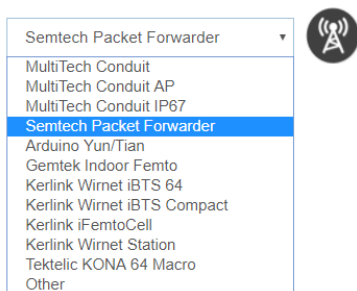 Semtech Packet Forwarder
MultiTech Conduit
MultiTech Conduit AP
MultiTech Conduit IP67
Semtech Packet Forwarder
Arduino Yun/Tian
Gemtek Indoor Femto
Kerlink Wirnet iBTS 64
Kerlink Wirnet iBTS Compact
Kerlink iFemtoCell
Kerlink Wirnet Station
Tektelic KONA 64 Macro
Other